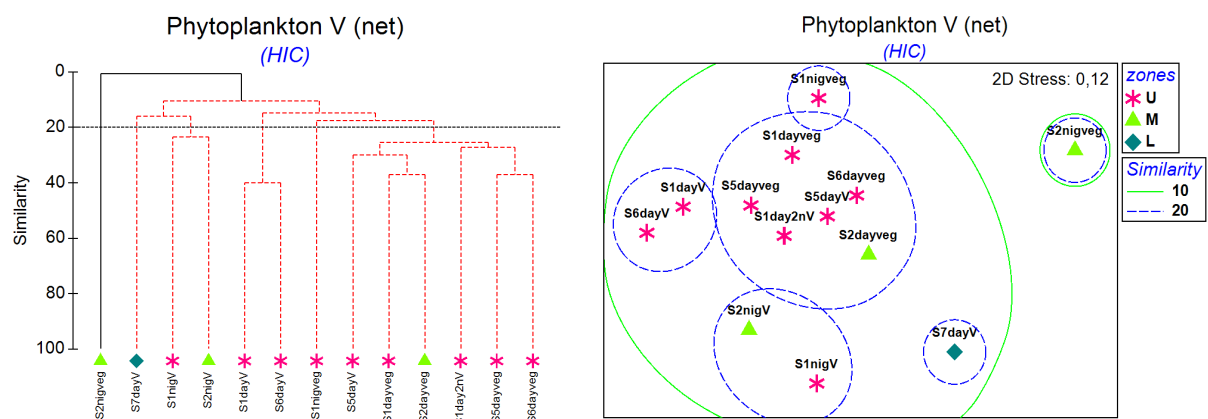 Phytoplankton V (net)
(HIC)
0
20
40
60
80
100
Similarity
S2nigveg
S7dayV
S1nigV
S2nigV
S1dayV
S6dayV
S1nigveg
S5dayV
S1dayveg
S2dayveg
S1day2nV
S5dayveg
S6dayveg
Phytoplankton V (net)
(HIC)
2D Stress: 0,12
S1nigveg
S2nigveg
S1dayveg
S6dayveg
S1dayV
S5dayveg
S5dayV
S6dayV
S1day2nV
S2dayveg
S2nigV
S7dayV
S1nigV
zones
U
M
L
Similarity
10
20